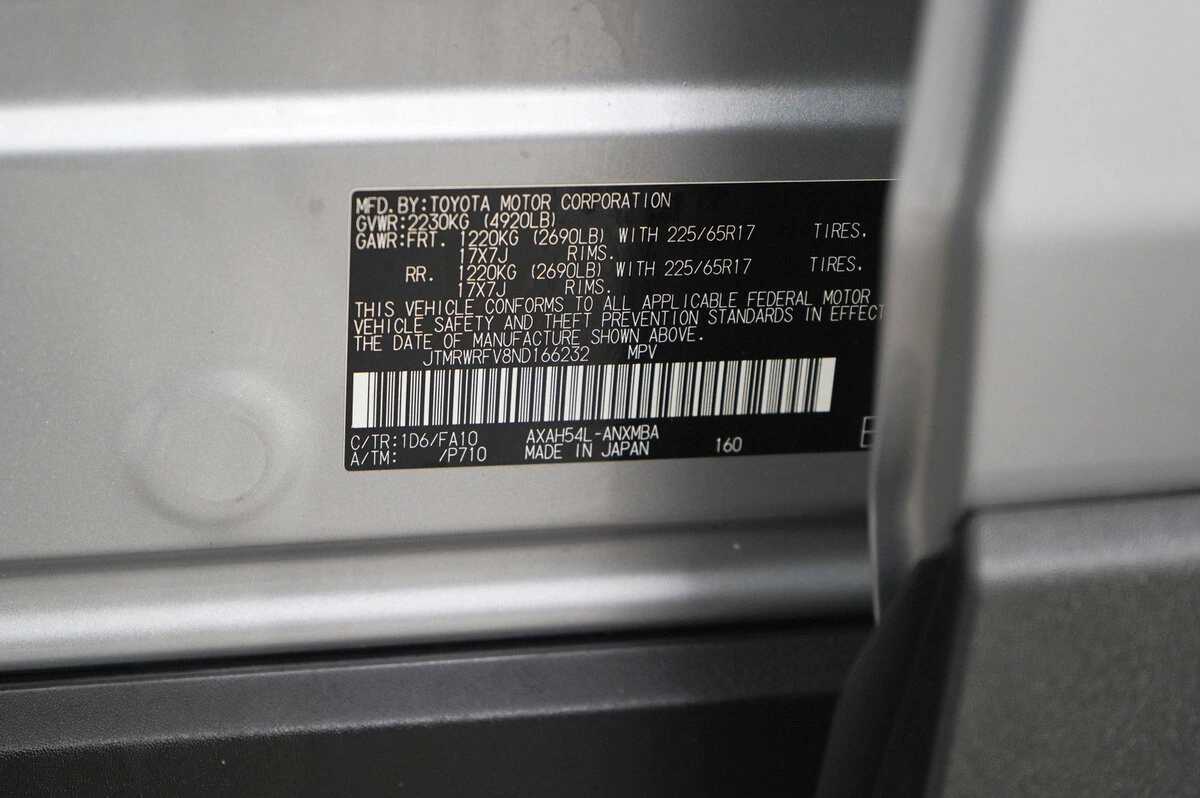 MFD. BY: TOYOTA MOTOR CORPORATION
GVWR: 2230KG (4920LB)
GAWR: FRT. 1220KG (2690LB) WITH 225/65R17 TIRES,
17X7J RIMS.
RR. 1220KG (2690LB) WITH 225/65R17 TIRES,
17X7J RIMS.
THIS VEHICLE CONFORMS TO ALL APPLICABLE FEDERAL MOTOR
VEHICLE SAFETY AND THEFT PREVENTION STANDARDS IN EFFECT
THE DATE OF MANUFACTURE SHOWN ABOVE.
JTMRWRFV8ND166232 MPV
C/TR: 1D6/FA10 AXAH54L-ANXMBA 160
A/TM: /P710 MADE IN JAPAN